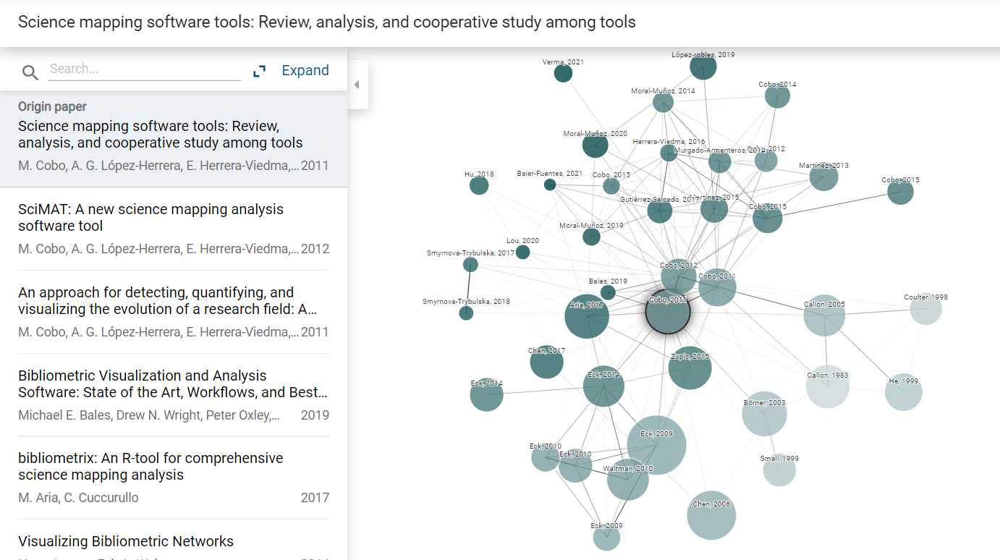 Science mapping software tools: Review, analysis, and cooperative study among tools
Search...
Expand
Origin paper
Science mapping software tools: Review,
analysis, and cooperative study among tools
M. Cobo, A. G. López-Herrera, E. Herrera-Viedma,... 2011
SciMAT: A new science mapping analysis
software tool
M. Cobo, A. G. López-Herrera, E. Herrera-Viedma,... 2012
An approach for detecting, quantifying, and
visualizing the evolution of a research field: A...
M. Cobo, A. G. López-Herrera, E. Herrera-Viedma,... 2011
Bibliometric Visualization and Analysis
Software: State of the Art, Workflows, and Best...
Michael E. Bales, Drew N. Wright, Peter Oxley,... 2019
bibliometrix: An R-tool for comprehensive
science mapping analysis
M. Aria, C. Cuccurullo 2017
Visualizing Bibliometric Networks
López-robles, 2019
Verma, 2021
Cobo, 2014
Moral-Muñoz, 2014
Moral-Muñoz, 2020
Herrera-Viedma, 2016
Murgado-Armenteros, 2014
Cobo, 2012
Martínez, 2013
Hu, 2018
Baier-Fuentes, 2021
Cobo, 2015
Cobo, 2015
Gutiérrez-Salcedo, 2017
Martínez, 2015
Cobo, 2015
Moral-Muñoz, 2019
Lou, 2020
Smyrnova-Trybulska, 2017
Cobo, 2012
Cobo, 2011
Bales, 2019
Smyrnova-Trybulska, 2018
Cobo, 2011
Aria, 2017
Callon, 2005
Coulter, 1998
Chen, 2017
Zupic, 2015
Eck, 2014
Eck, 2014
Callon, 1983
He, 1999
Börner, 2003
Eck, 2009
Eck, 2010
Eck, 2010
Small, 1999
Waltman, 2010
Chen, 2006
Eck, 2009